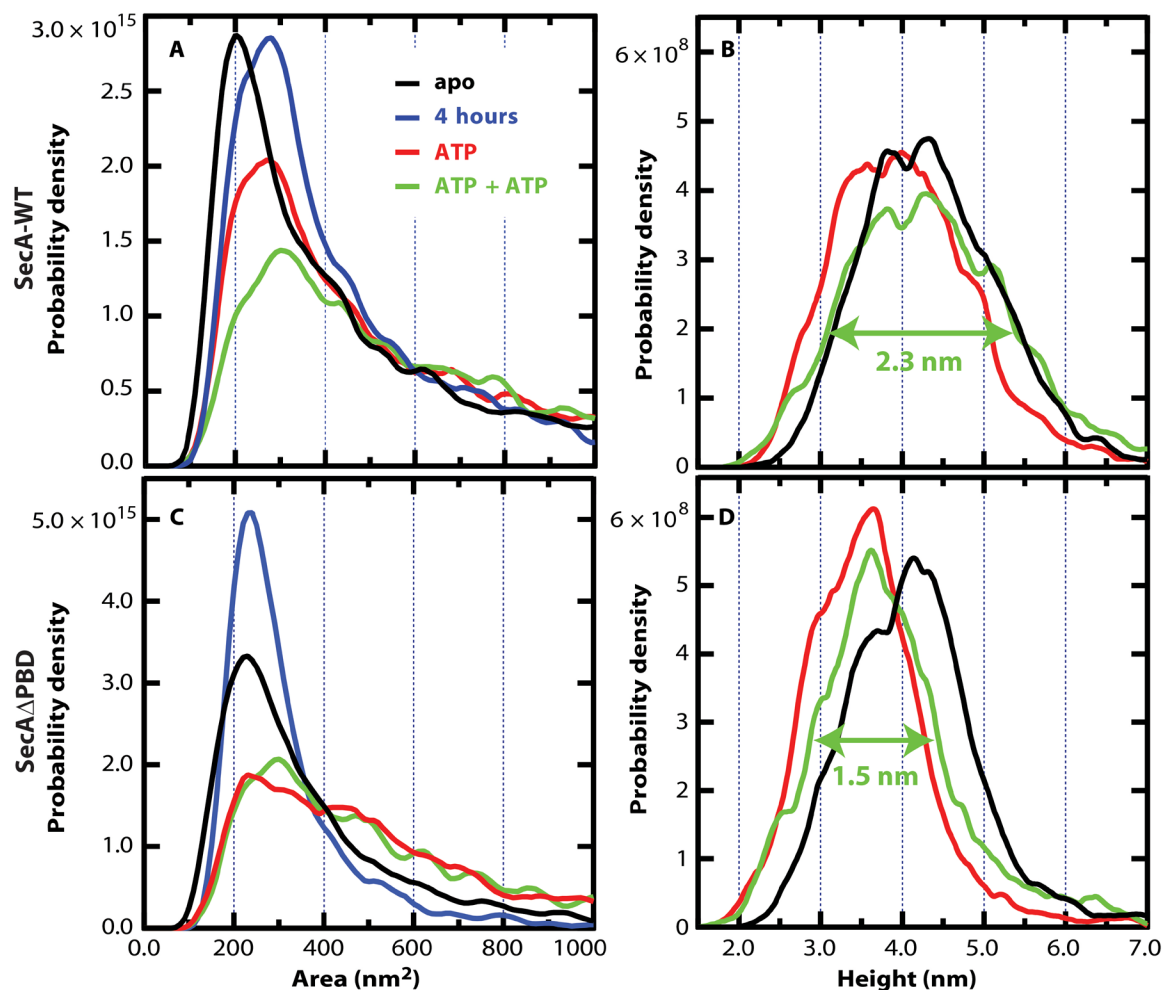 SecA-WT
Probability density
3.0 × 10¹⁵
2.5
2.0
1.5
1.0
0.5
0.0
A
apo
4 hours
ATP
ATP + ATP
Probability density
6 × 10⁸
5
4
3
2
1
0
B
2.3 nm
SecAΔPBD
Probability density
5.0 × 10¹⁵
4.0
3.0
2.0
1.0
0.0
C
0.0
200
400
600
800
1000
Area (nm²)
Probability density
6 × 10⁸
5
4
3
2
1
0
D
1.5 nm
2.0
3.0
4.0
5.0
6.0
7.0
Height (nm)